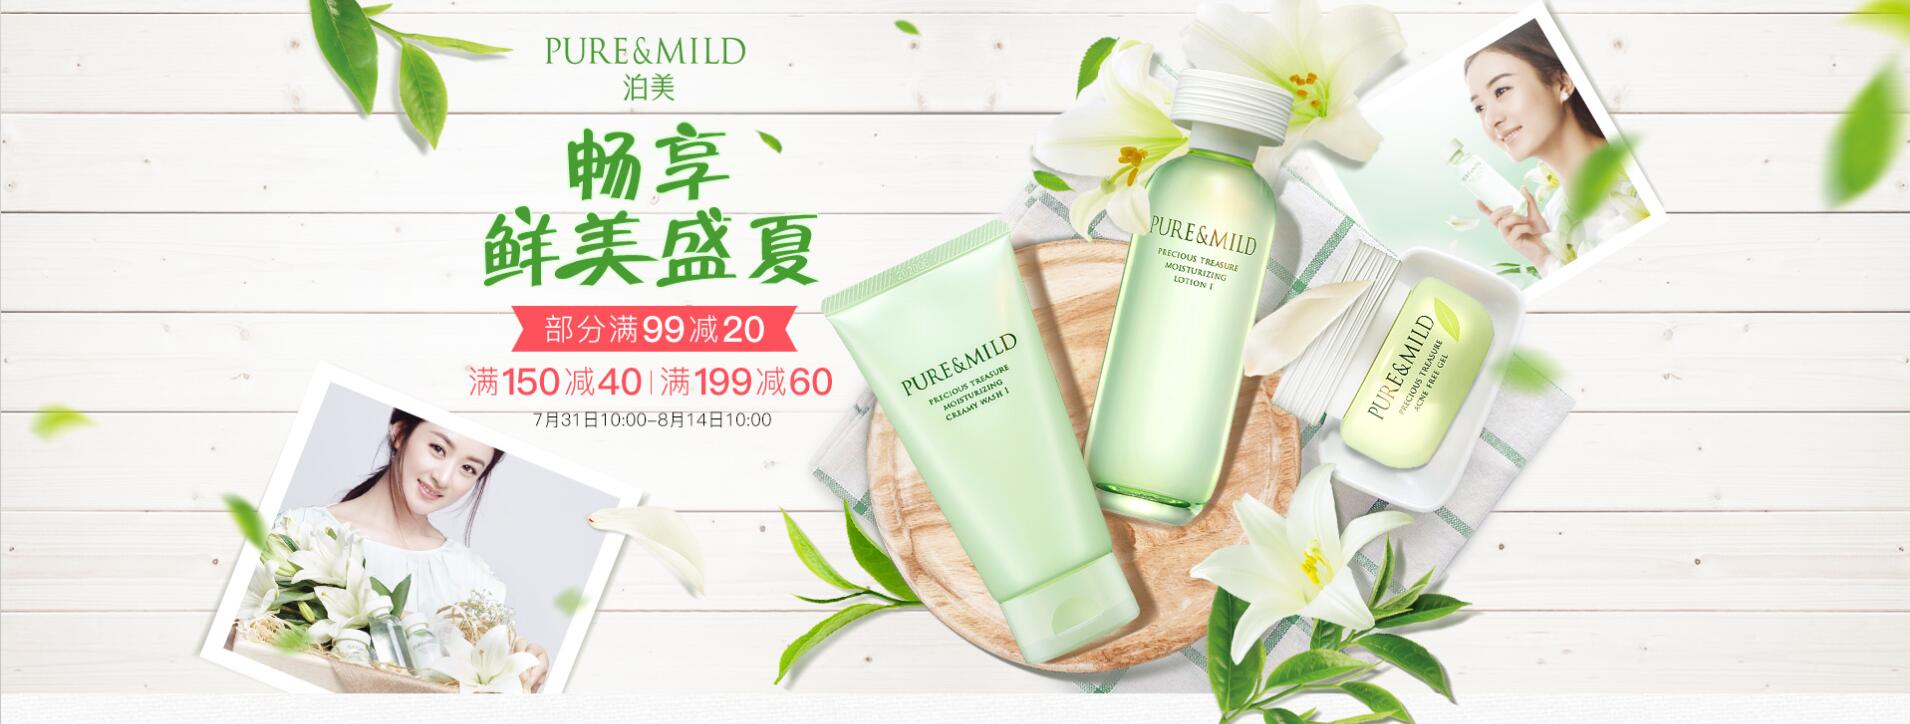 PURE&MILD
泊美
畅享
鲜美盛夏
部分满99减20
满150减40|满199减60
7月31日10:00-8月14日10:00
PURE&MILD
PRECIOUS TREASURE
MOISTURIZING
CREAMY WASH I
PURE&MILD
PRECIOUS TREASURE
MOISTURIZING
LOTION I
PURE&MILD
PRECIOUS TREASURE
ACNE FREE GEL